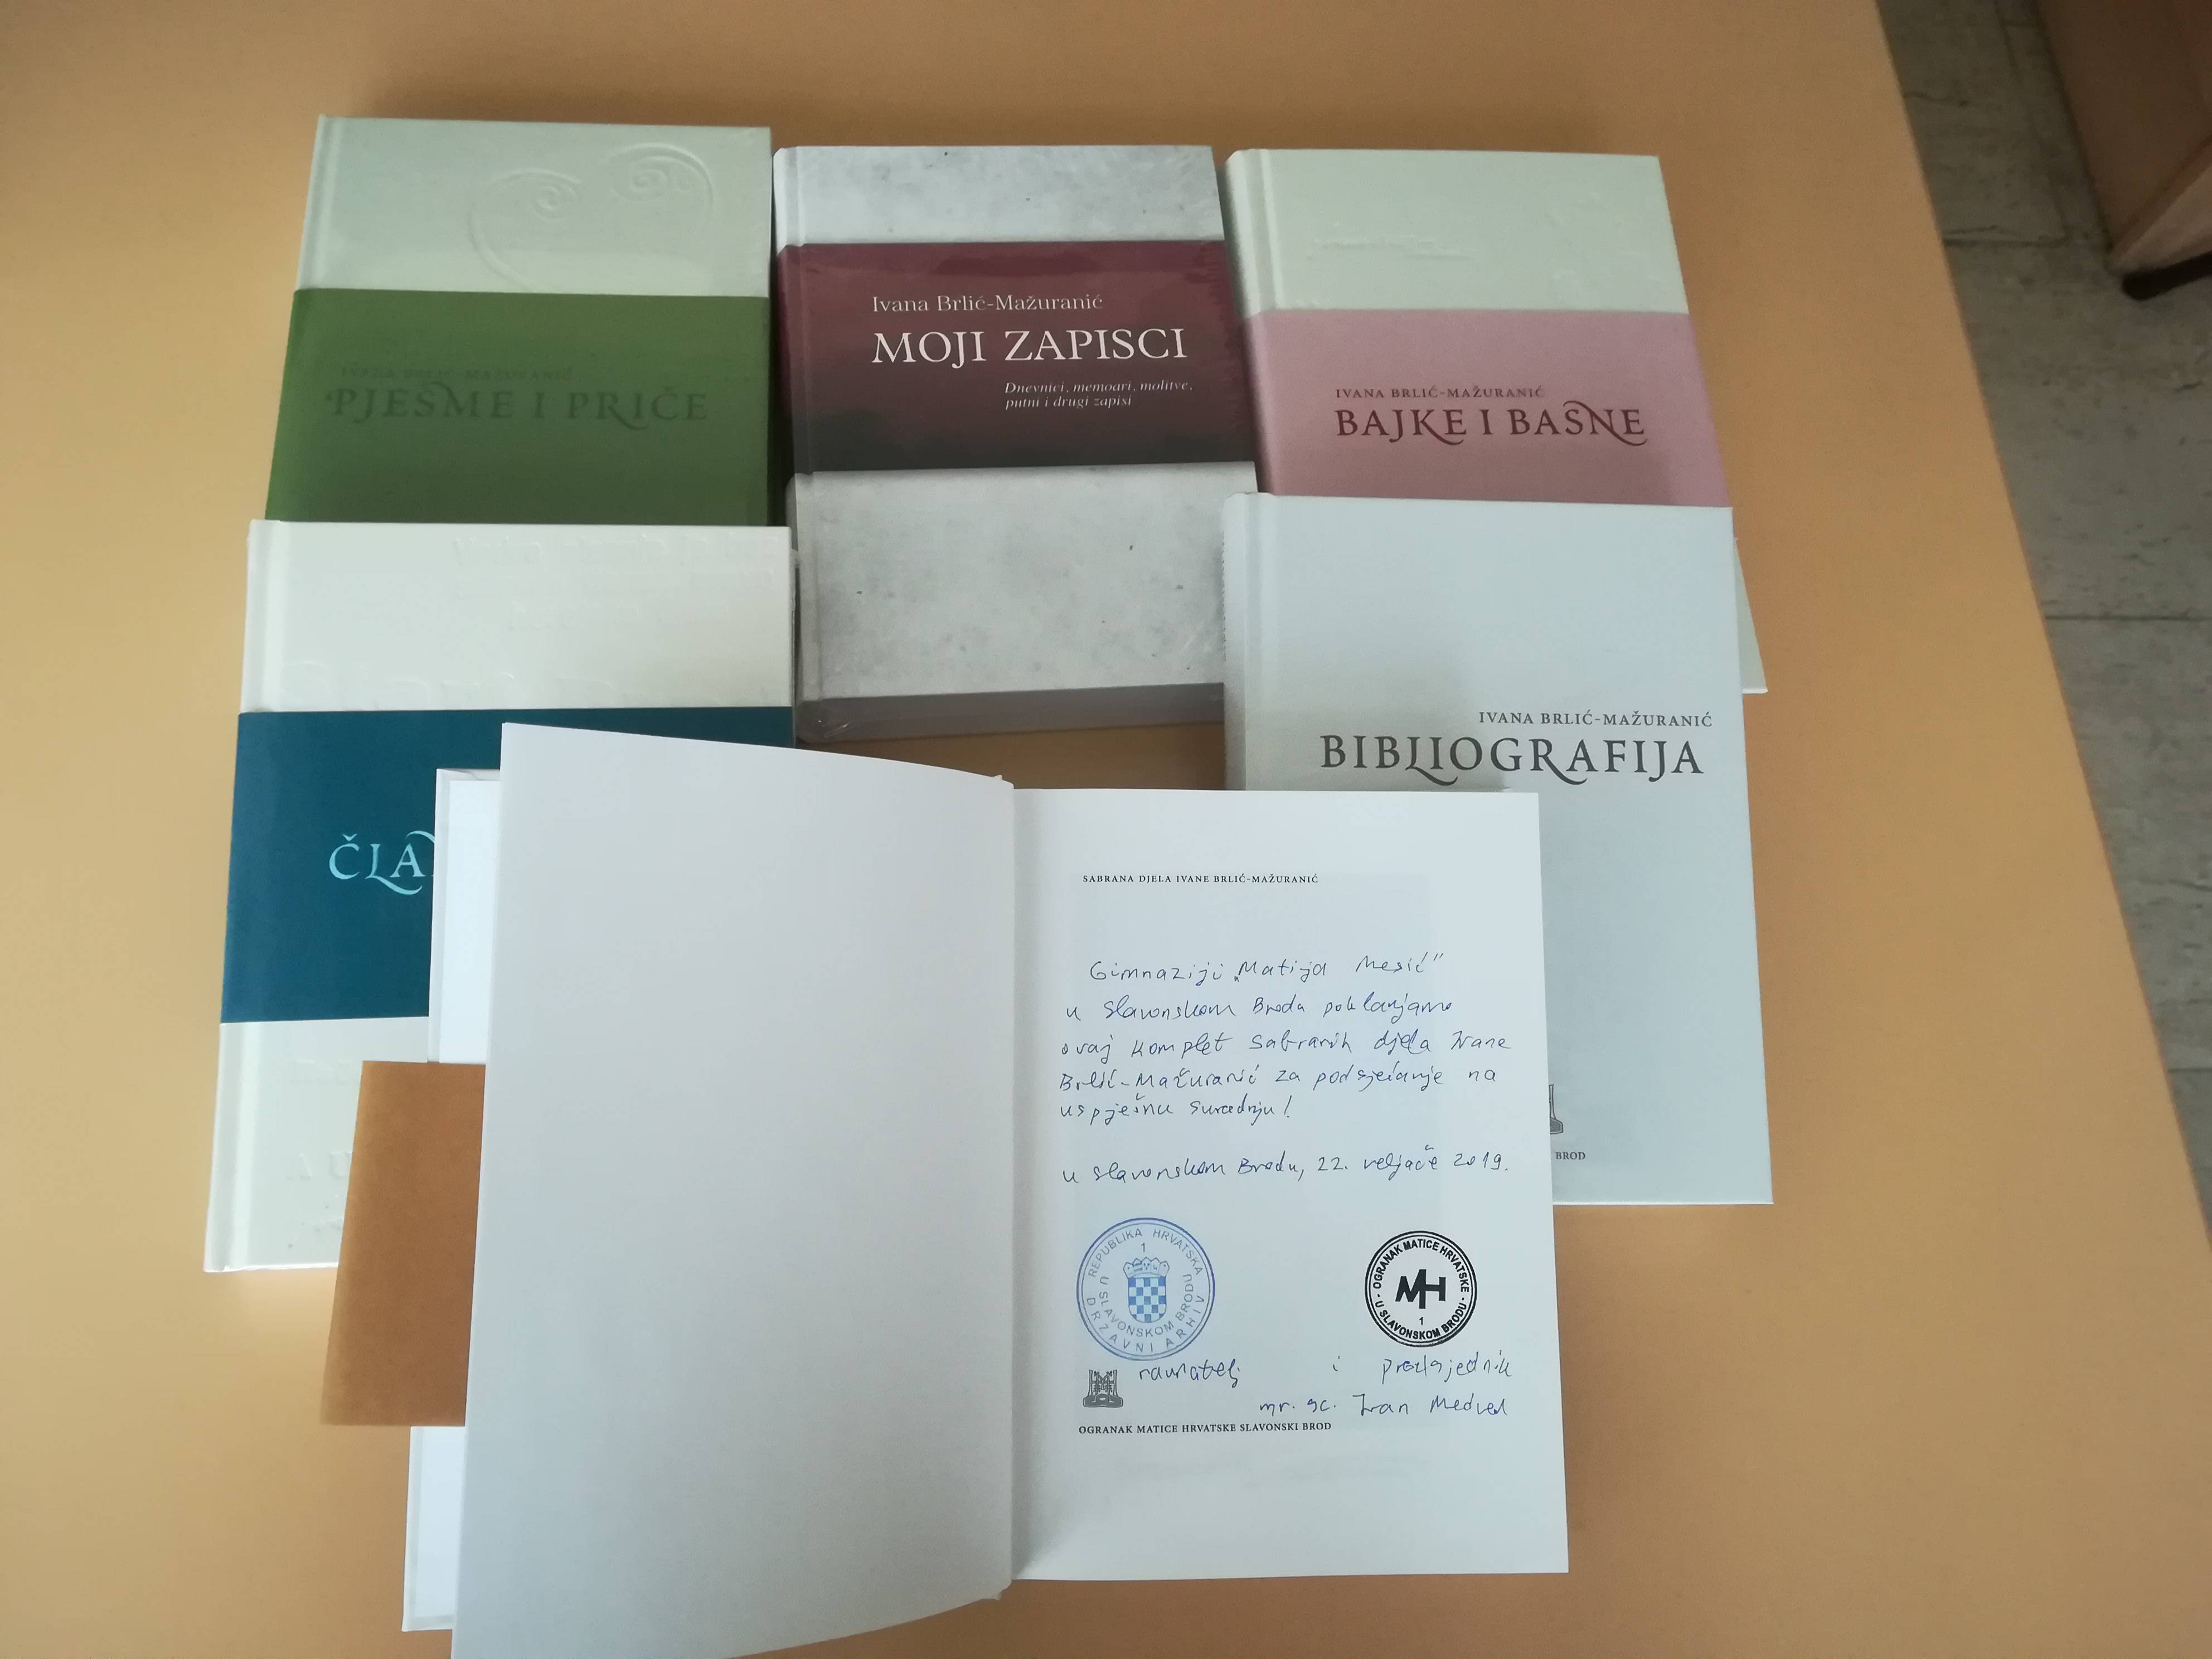 IVANA BRLIĆ-MAŽURANIĆ
PJESME I PRIČE
Ivana Brlić-Mažuranić
MOJI ZAPISCI
Dnevnici, memoari, molitve,
putni i drugi zapisi
IVANA BRLIĆ-MAŽURANIĆ
BAJKE I BASNE
ČLA
IVANA BRLIĆ-MAŽURANIĆ
BIBLIOGRAFIJA
BROD
SABRANA DJELA IVANE BRLIĆ-MAŽURANIĆ
Gimnaziji „Matija Mesić"
u Slavonskom Brodu poklanjamo
ovaj komplet Sabranih djela Ivane
Brlić-Mažuranić za podsjećanje na
uspješnu suradnju!
U Slavonskom Brodu, 22. veljače 2019.
REPUBLIKA HRVATSKA
1
DRŽAVNI ARHIV
U SLAVONSKOM BRODU
OGRANAK MATICE HRVATSKE
MH
1
- U SLAVONSKOM BRODU -
ravnatelj i predsjednik
mr. sc. Ivan Medved
OGRANAK MATICE HRVATSKE SLAVONSKI BROD